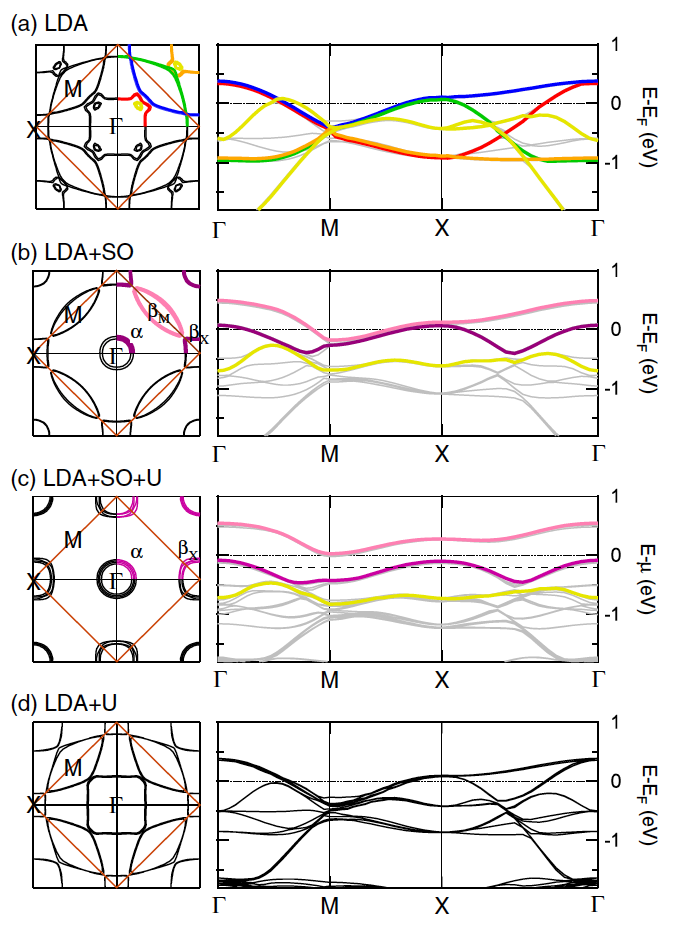 (a) LDA
M
X
Γ
1
0
-1
E-E_F (eV)
Γ M X Γ
(b) LDA+SO
M
β_M
β_X
α
X
Γ
1
0
-1
E-E_F (eV)
Γ M X Γ
(c) LDA+SO+U
M
α
β_X
X
Γ
1
0
-1
E-μ (eV)
Γ M X Γ
(d) LDA+U
M
X
Γ
1
0
-1
E-E_F (eV)
Γ M X Γ